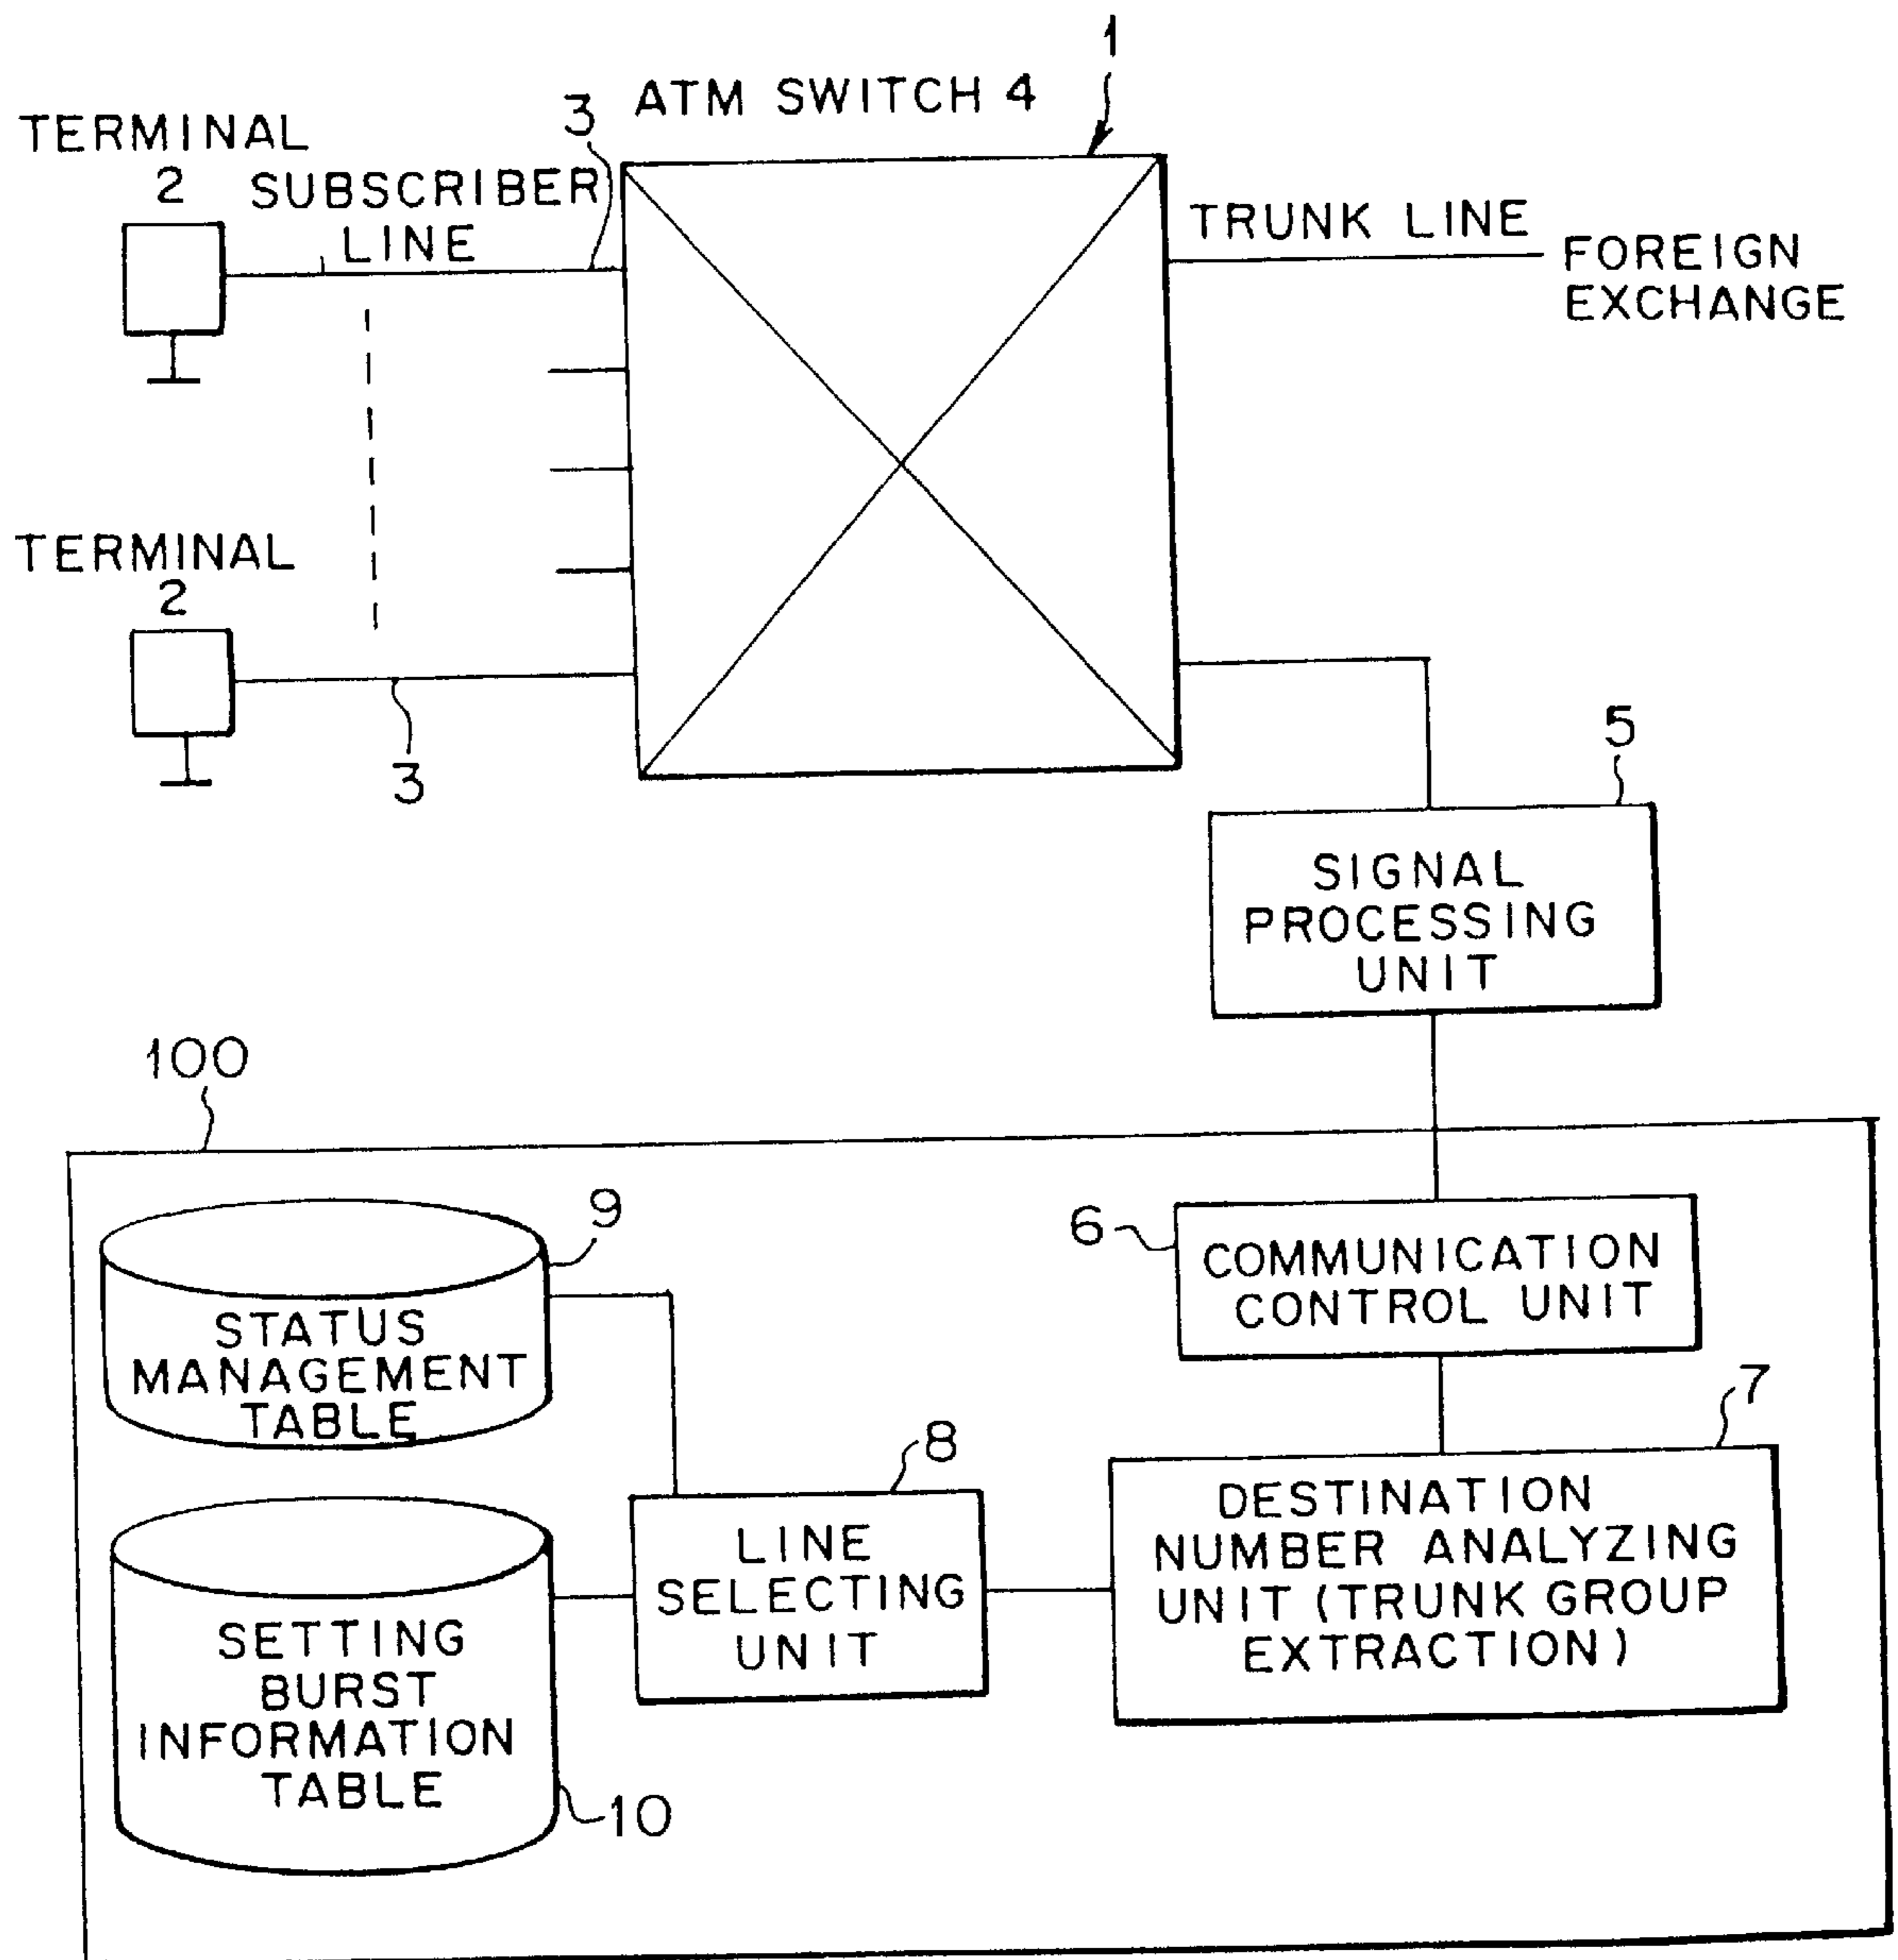 1
ATM SWITCH 4
3
TERMINAL
2
SUBSCRIBER
LINE
TRUNK LINE
FOREIGN
EXCHANGE
TERMINAL
2
3
5
SIGNAL
PROCESSING
UNIT
100
9
STATUS
MANAGEMENT
TABLE
6
COMMUNICATION
CONTROL UNIT
7
8
LINE
SELECTING
UNIT
DESTINATION
NUMBER ANALYZING
UNIT (TRUNK GROUP
EXTRACTION)
SETTING
BURST
INFORMATION
TABLE
10